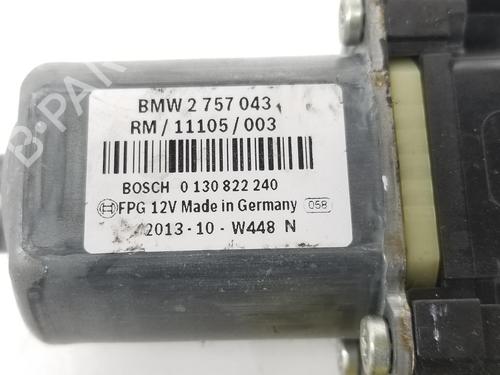 BMW 2 757 043
RM / 11105 / 003
BOSCH 0 130 822 240
FPG 12V Made in Germany 058
2013 - 10 - W448 N
B-PARTS